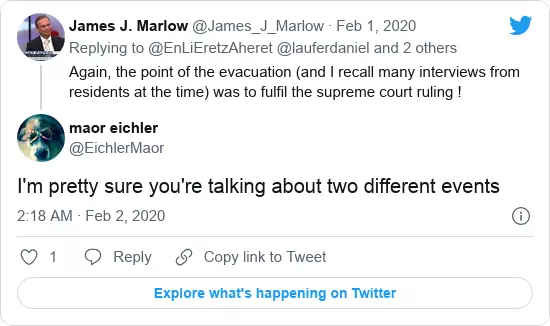 James J. Marlow @James_J_Marlow · Feb 1, 2020
Replying to @EnLiEretzAheret @lauferdaniel and 2 others
Again, the point of the evacuation (and I recall many interviews from
residents at the time) was to fulfil the supreme court ruling !
maor eichler
@EichlerMaor
I'm pretty sure you're talking about two different events
2:18 AM · Feb 2, 2020
1 Reply Copy link to Tweet
Explore what's happening on Twitter